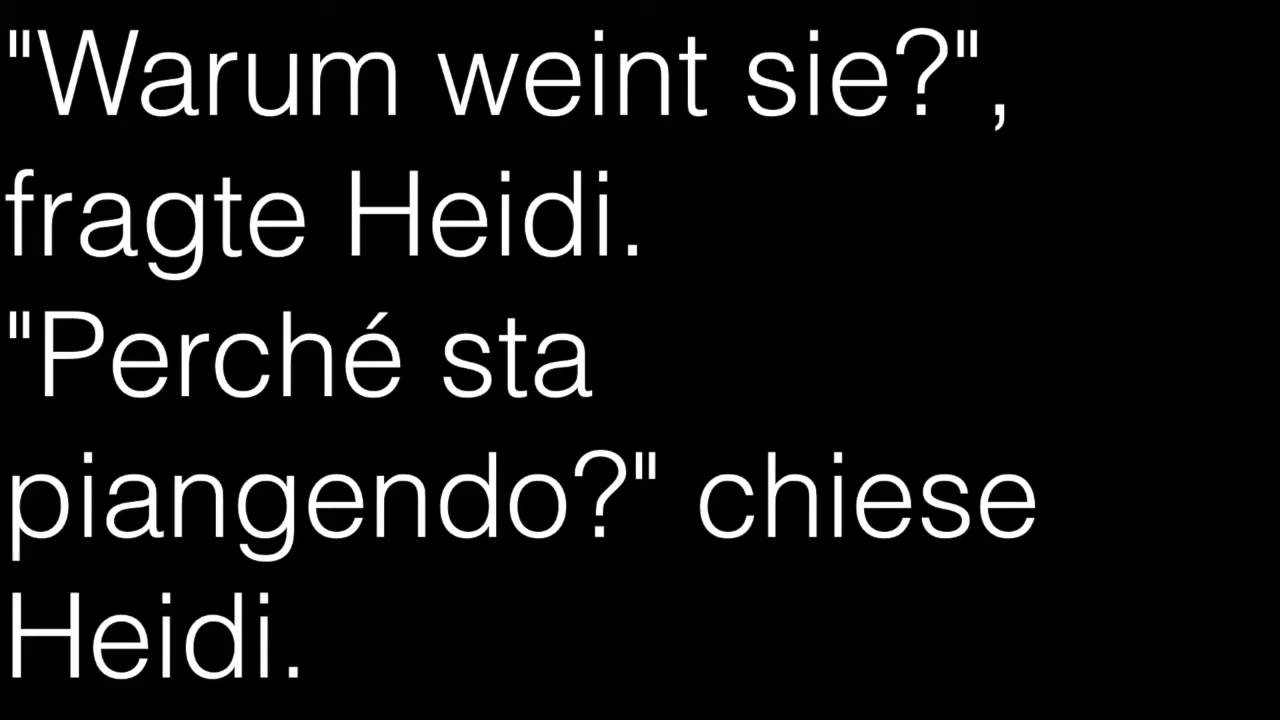 "Warum weint sie?",
fragte Heidi.
"Perché sta
piangendo?" chiese
Heidi.